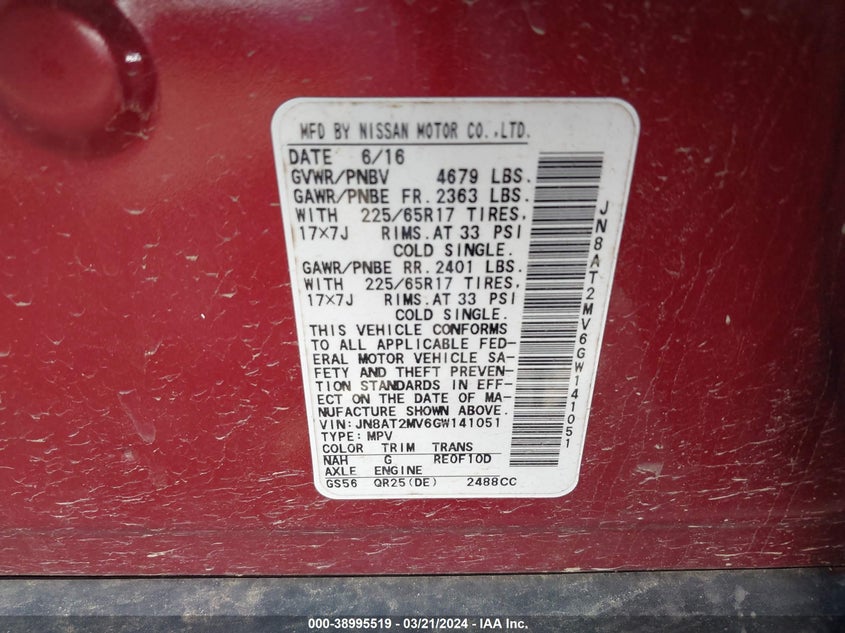 MFD BY NISSAN MOTOR CO.,LTD.
DATE 6/16
GVWR/PNBV 4679 LBS.
GAWR/PNBE FR. 2363 LBS.
WITH 225/65R17 TIRES,
17×7J RIMS.AT 33 PSI
COLD SINGLE.
GAWR/PNBE RR. 2401 LBS.
WITH 225/65R17 TIRES,
17×7J RIMS.AT 33 PSI
COLD SINGLE.
THIS VEHICLE CONFORMS
TO ALL APPLICABLE FED-
ERAL MOTOR VEHICLE SA-
FETY AND THEFT PREVEN-
TION STANDARDS IN EFF-
ECT ON THE DATE OF MA-
NUFACTURE SHOWN ABOVE.
VIN:JN8AT2MV6GW141051
TYPE:MPV
COLOR TRIM TRANS
NAH G RE0F10D
AXLE ENGINE
GS56 QR25(DE) 2488CC
JN8AT2MV6GW141051
000-38995519 - 03/21/2024 - IAA Inc.